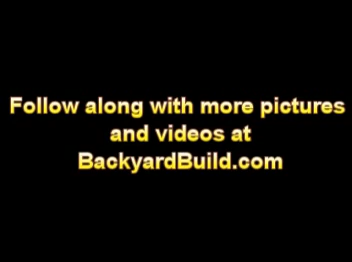 Follow along with more pictures
and videos at
BackyardBuild.com